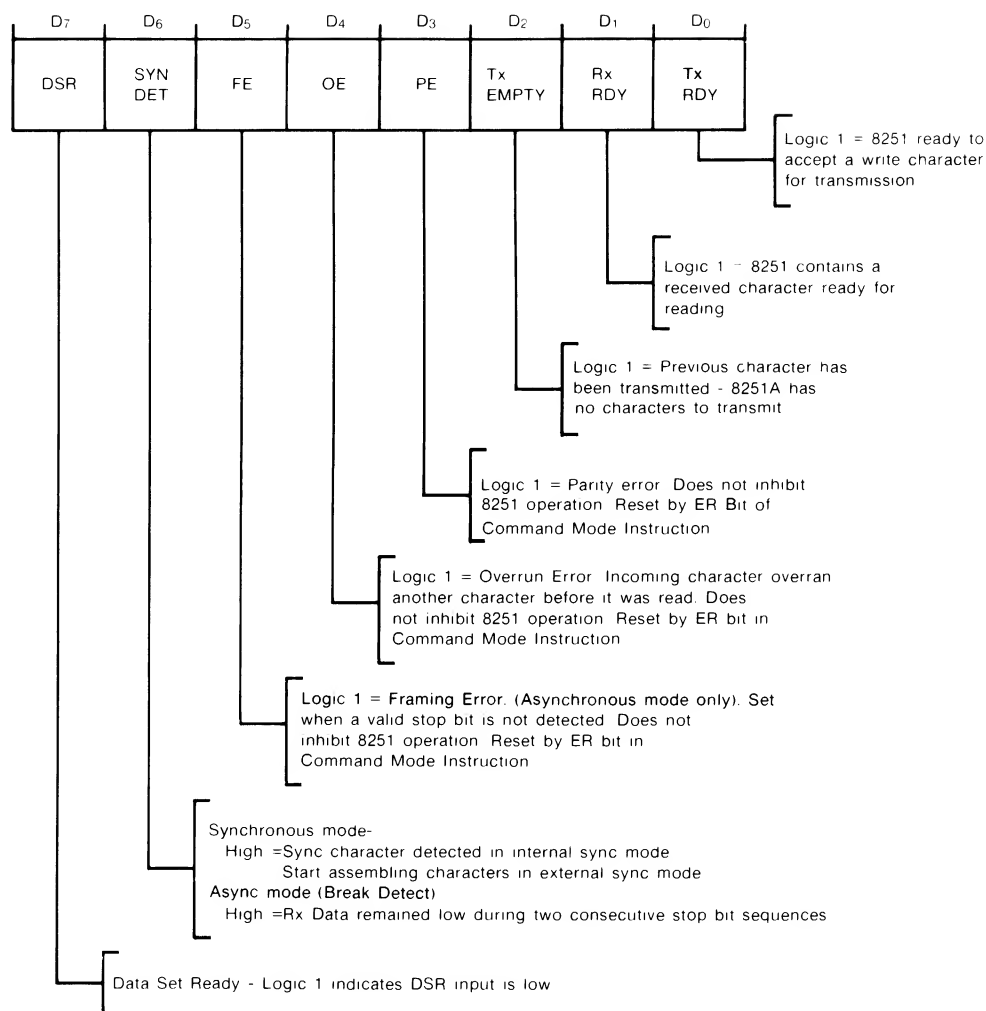 D7 D6 D5 D4 D3 D2 D1 D0
DSR SYN DET FE OE PE Tx EMPTY Rx RDY Tx RDY
Logic 1 = 8251 ready to
accept a write character
for transmission
Logic 1 - 8251 contains a
received character ready for
reading
Logic 1 = Previous character has
been transmitted - 8251A has
no characters to transmit
Logic 1 = Parity error Does not inhibit
8251 operation Reset by ER Bit of
Command Mode Instruction
Logic 1 = Overrun Error Incoming character overran
another character before it was read. Does
not inhibit 8251 operation Reset by ER bit in
Command Mode Instruction
Logic 1 = Framing Error. (Asynchronous mode only). Set
when a valid stop bit is not detected Does not
inhibit 8251 operation Reset by ER bit in
Command Mode Instruction
Synchronous mode-
High =Sync character detected in internal sync mode
Start assembling characters in external sync mode
Async mode (Break Detect)
High =Rx Data remained low during two consecutive stop bit sequences
Data Set Ready - Logic 1 indicates DSR input is low